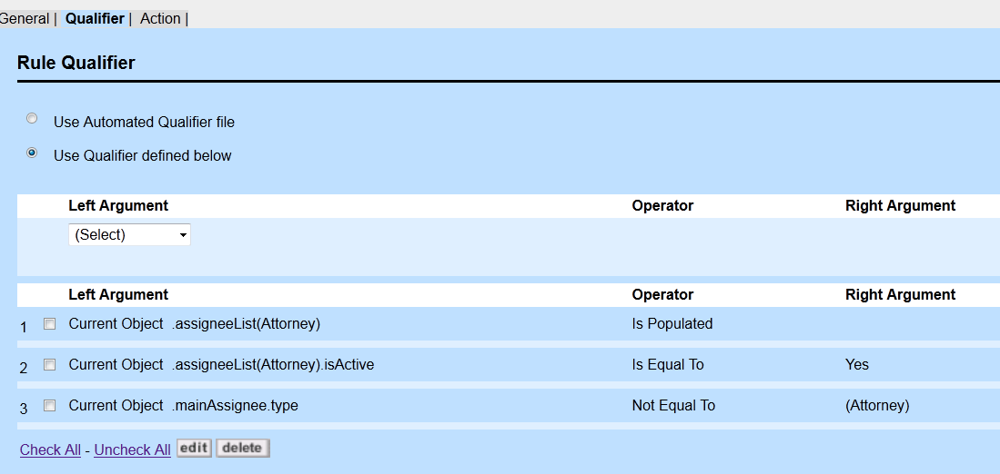 General | Qualifier | Action |
Rule Qualifier
Use Automated Qualifier file
Use Qualifier defined below
Left Argument Operator Right Argument
(Select)
Left Argument Operator Right Argument
1 Current Object .assigneeList(Attorney) Is Populated
2 Current Object .assigneeList(Attorney).isActive Is Equal To Yes
3 Current Object .mainAssignee.type Not Equal To (Attorney)
Check All - Uncheck All edit delete